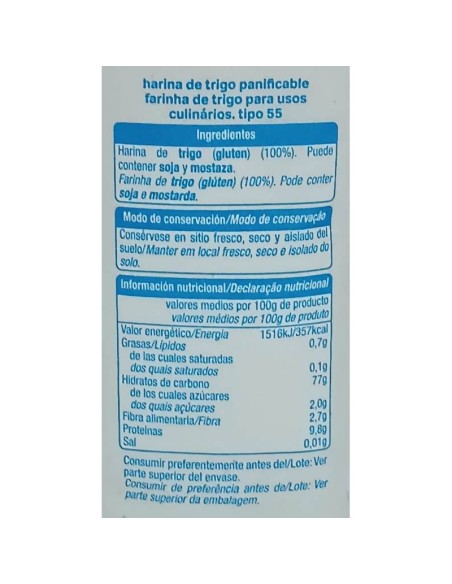 harina de trigo panificable
farinha de trigo para usos
culinários. tipo 55
Ingredientes
Harina de trigo (gluten) (100%). Puede
contener soja y mostaza.
Farinha de trigo (glúten) (100%). Pode conter
soja e mostarda.
Modo de conservación/Modo de conservação
Consérvese en sitio fresco, seco y aislado del
suelo/Manter em local fresco, seco e isolado do
solo.
Información nutricional/Declaração nutricional
valores medios por 100g de producto
valores médios por 100g de produto
Valor energético/Energia 1516kJ/357kcal
Grasas/Lípidos 0,7g
de las cuales saturadas
dos quais saturados 0,1g
Hidratos de carbono 77g
de los cuales azúcares
dos quais açúcares 2,0g
Fibra alimentaria/Fibra 2,7g
Proteínas 9,8g
Sal 0,01g
Consumir preferentemente antes del/Lote: Ver
parte superior del envase.
Consumir de preferência antes de/Lote: Ver
parte superior da embalagem.